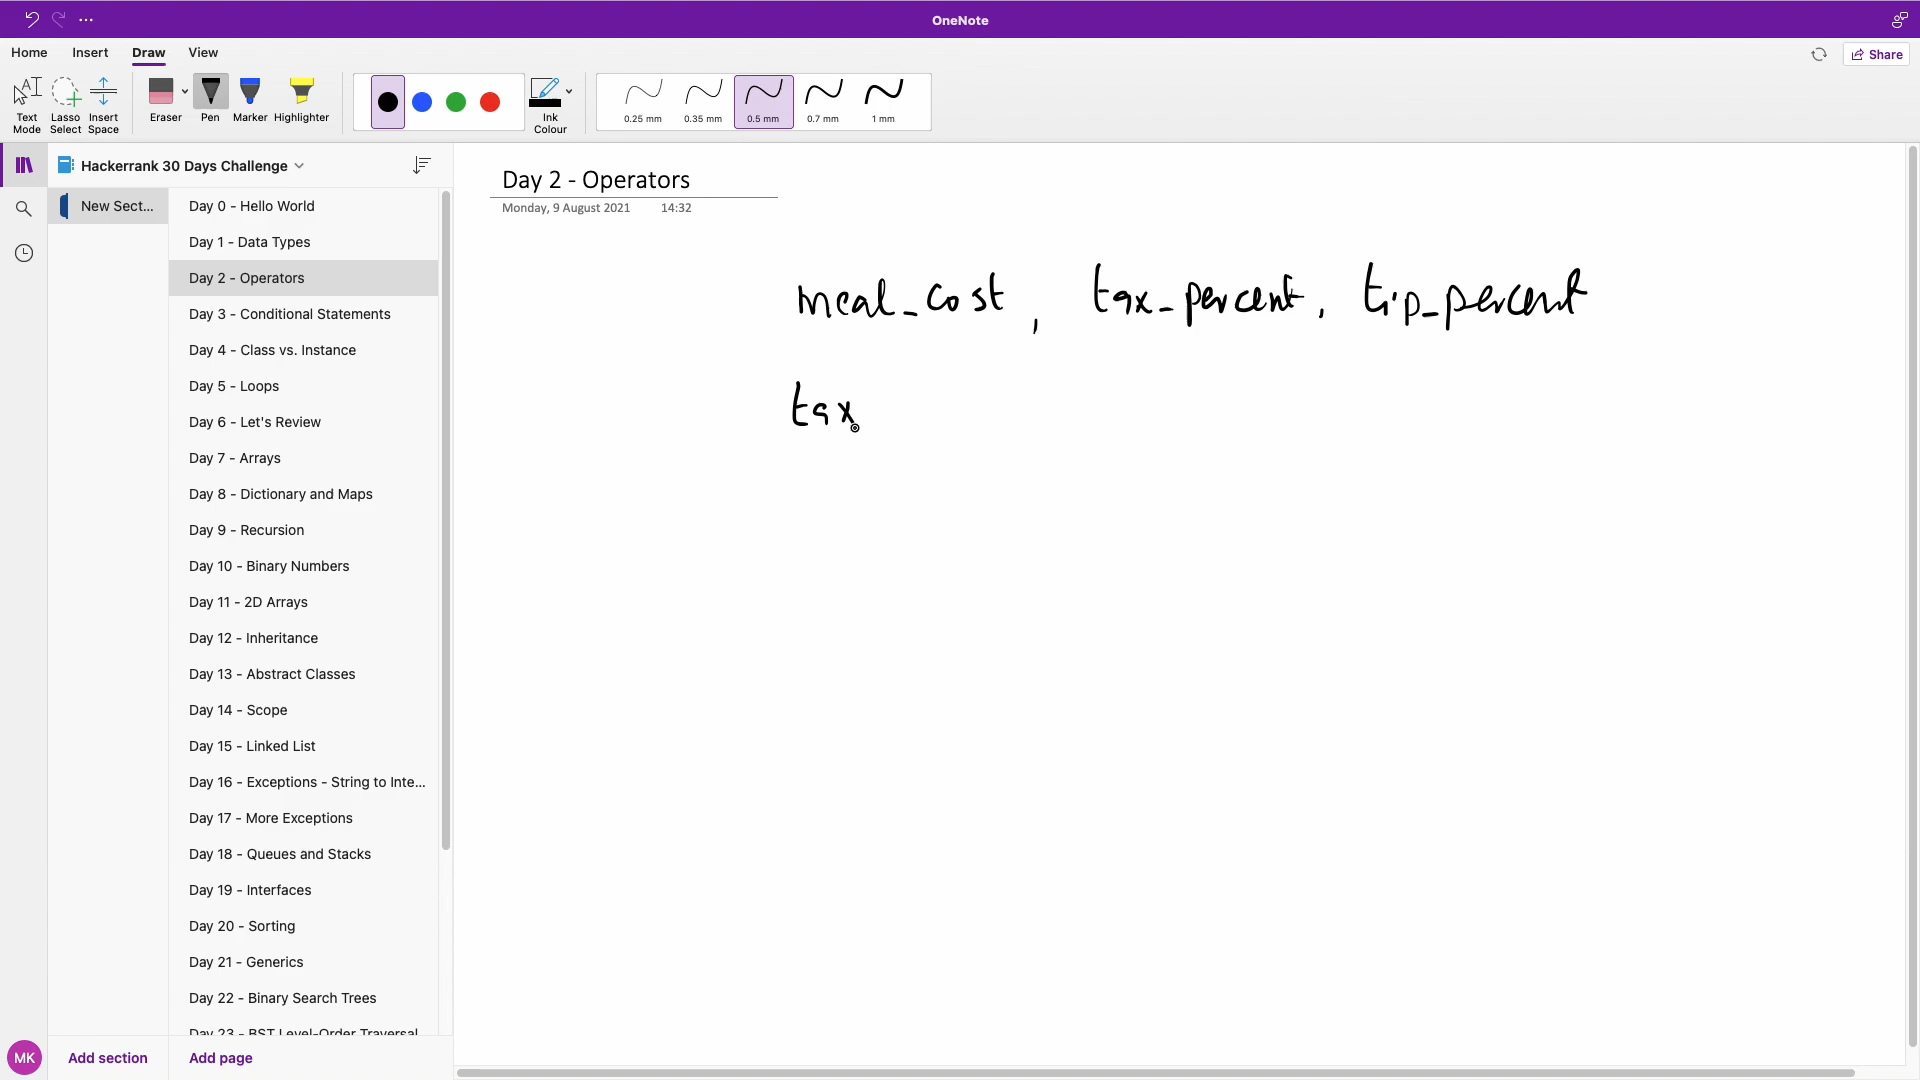 OneNote
Home Insert Draw View
Share
Text Mode
Lasso Select
Insert Space
Eraser
Pen
Marker
Highlighter
Ink Colour
0.25 mm
0.35 mm
0.5 mm
0.7 mm
1 mm
Hackerrank 30 Days Challenge
New Sect...
Day 0 - Hello World
Day 1 - Data Types
Day 2 - Operators
Day 3 - Conditional Statements
Day 4 - Class vs. Instance
Day 5 - Loops
Day 6 - Let's Review
Day 7 - Arrays
Day 8 - Dictionary and Maps
Day 9 - Recursion
Day 10 - Binary Numbers
Day 11 - 2D Arrays
Day 12 - Inheritance
Day 13 - Abstract Classes
Day 14 - Scope
Day 15 - Linked List
Day 16 - Exceptions - String to Inte...
Day 17 - More Exceptions
Day 18 - Queues and Stacks
Day 19 - Interfaces
Day 20 - Sorting
Day 21 - Generics
Day 22 - Binary Search Trees
Day 23 - BST Level-Order Traversal
MK
Add section
Add page
Day 2 - Operators
Monday, 9 August 2021 14:32
meal_cost, tax_percent, tip_percent
tax